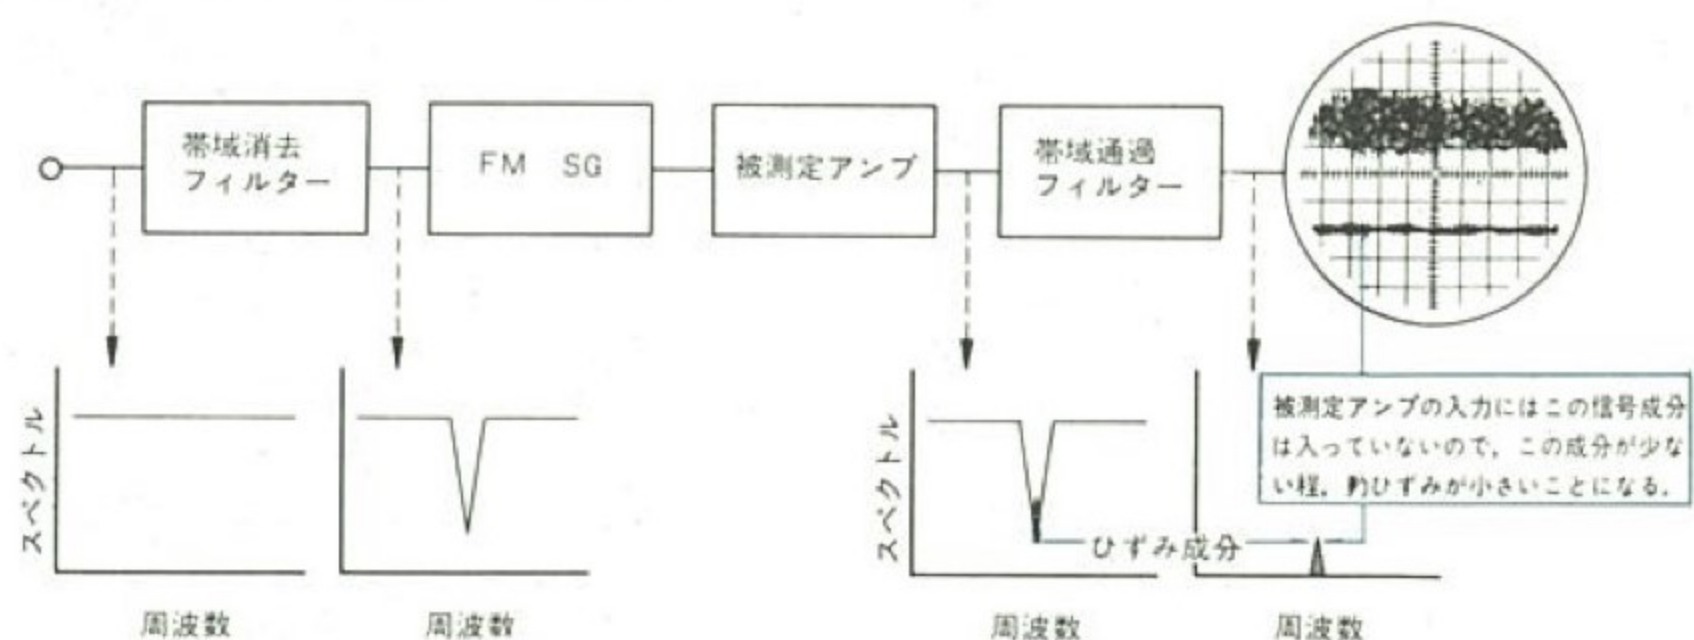 帯域消去
フィルター
FM SG
被測定アンプ
帯域通過
フィルター
スペクトル
周波数
周波数
スペクトル
周波数
周波数
ひずみ成分
被測定アンプの入力にはこの信号成分
は入っていないので,この成分が少な
い程,動ひずみが小さいことになる.